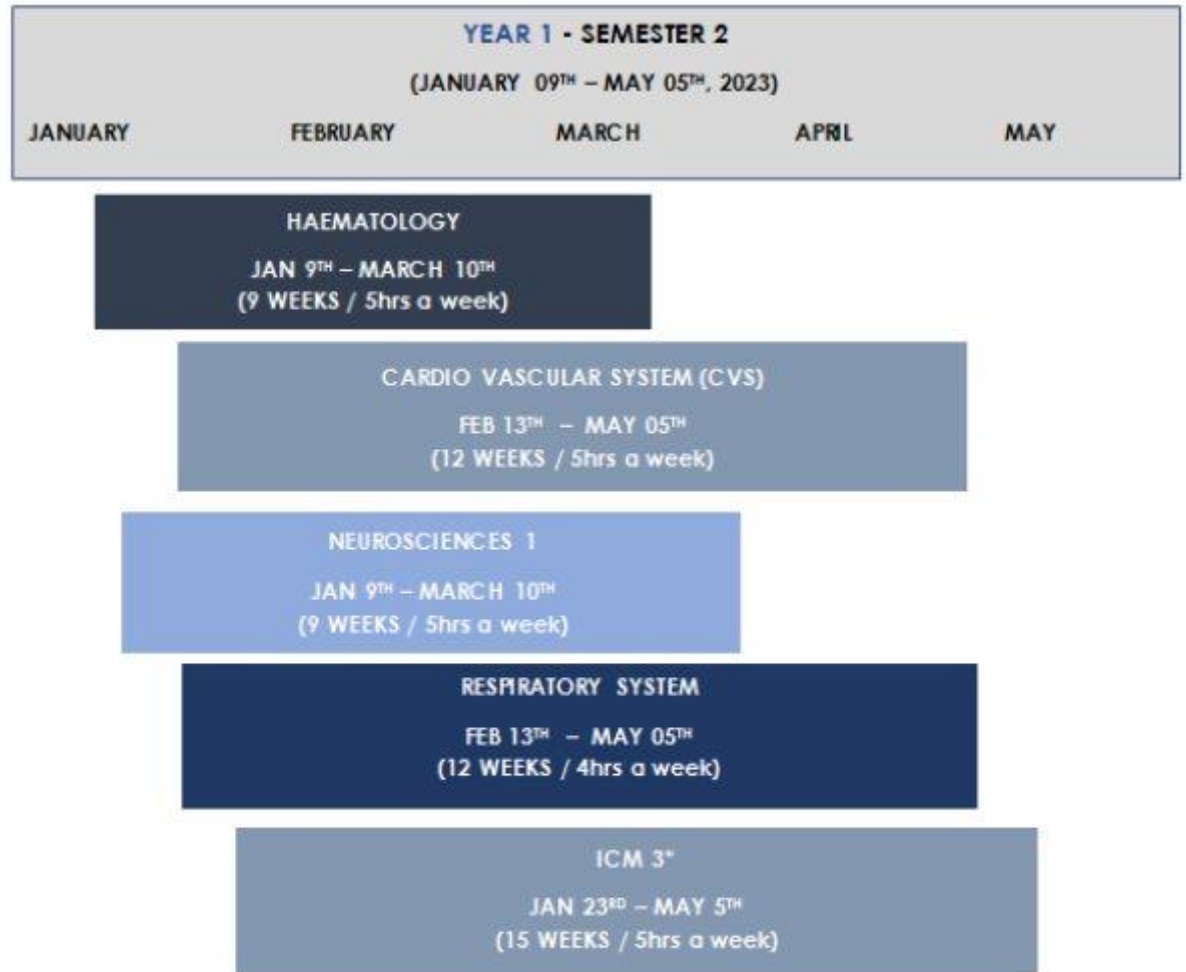 YEAR 1 - SEMESTER 2
(JANUARY 09TH – MAY 05TH, 2023)
JANUARY FEBRUARY MARCH APRIL MAY
HAEMATOLOGY
JAN 9TH – MARCH 10TH
(9 WEEKS / 5hrs a week)
CARDIO VASCULAR SYSTEM (CVS)
FEB 13TH – MAY 05TH
(12 WEEKS / 5hrs a week)
NEUROSCIENCES 1
JAN 9TH – MARCH 10TH
(9 WEEKS / 5hrs a week)
RESPIRATORY SYSTEM
FEB 13TH – MAY 05TH
(12 WEEKS / 4hrs a week)
ICM 3*
JAN 23RD – MAY 5TH
(15 WEEKS / 5hrs a week)